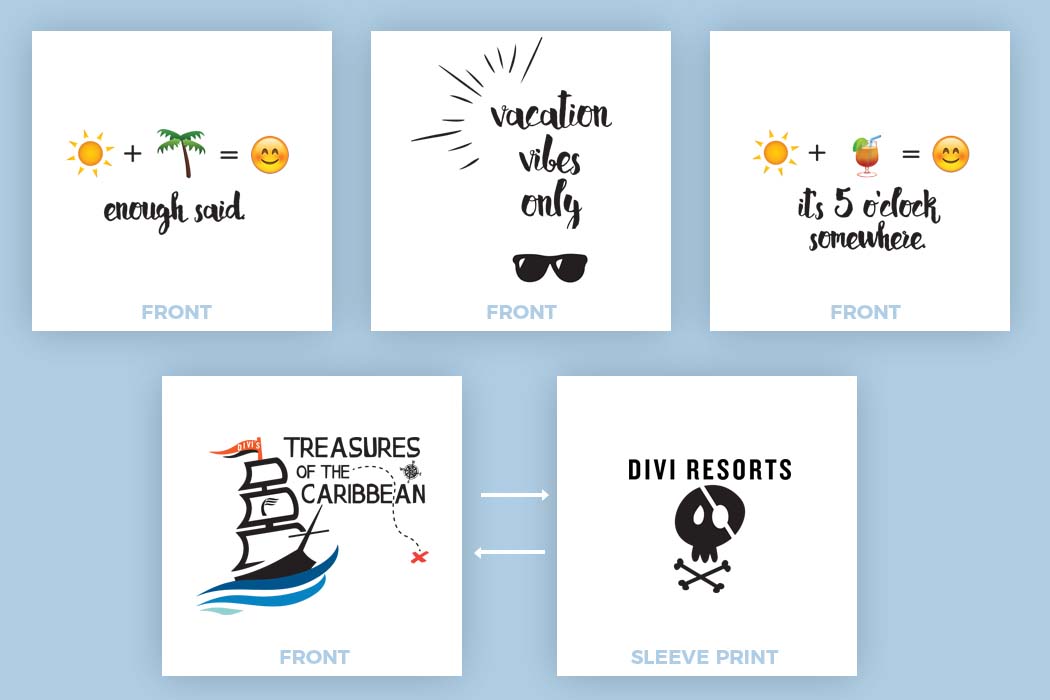 + =
enough said.
FRONT
vacation
vibes
only
FRONT
+ =
it's 5 o'clock
somewhere.
FRONT
DIVI'S
TREASURES
OF THE
CARIBBEAN
FRONT
DIVI RESORTS
SLEEVE PRINT